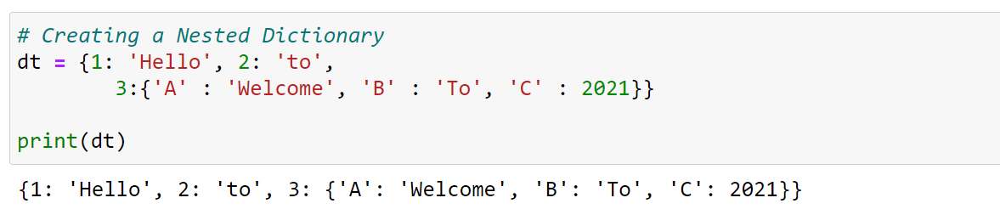 # Creating a Nested Dictionary
dt = {1: 'Hello', 2: 'to',
        3:{'A' : 'Welcome', 'B' : 'To', 'C' : 2021}}
print(dt)
{1: 'Hello', 2: 'to', 3: {'A': 'Welcome', 'B': 'To', 'C': 2021}}